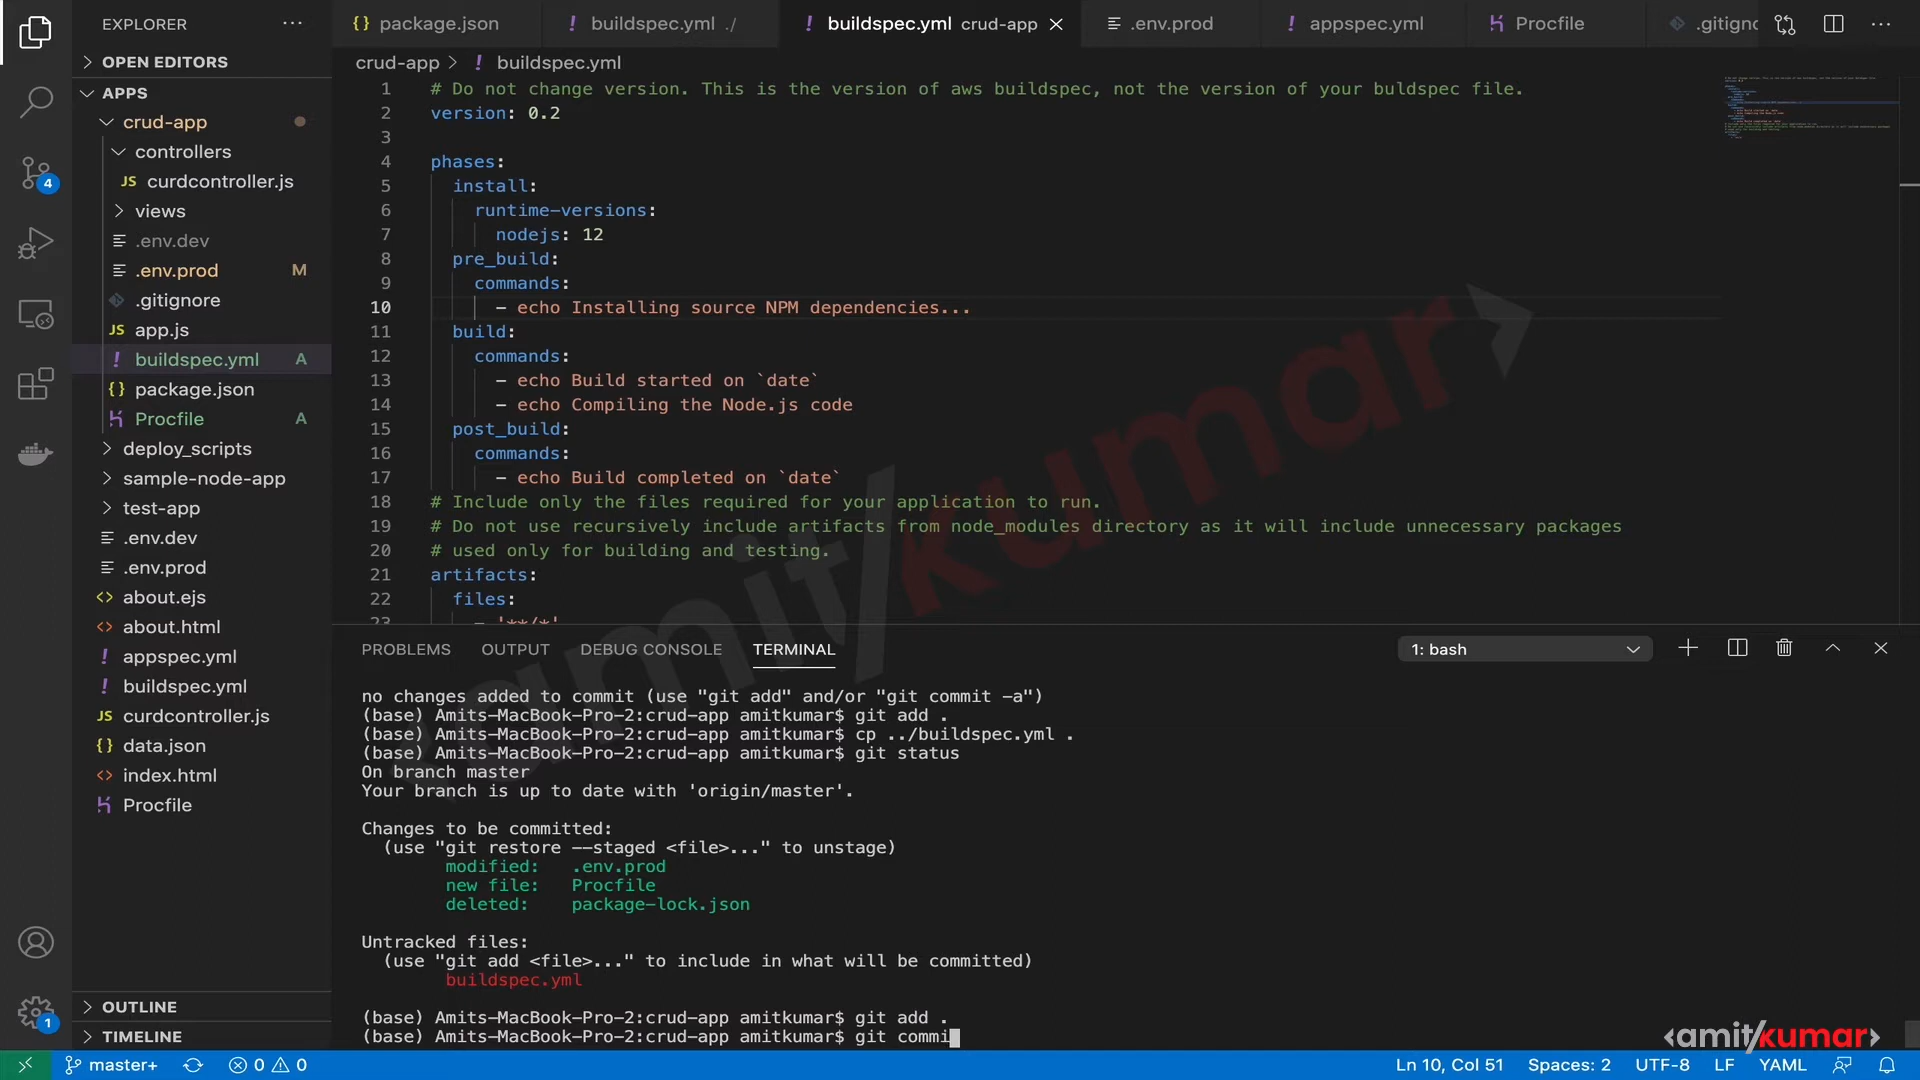 EXPLORER
OPEN EDITORS
APPS
crud-app
controllers
JS curdcontroller.js
views
.env.dev
.env.prod M
.gitignore
JS app.js
! buildspec.yml A
{} package.json
Procfile A
deploy_scripts
sample-node-app
test-app
.env.dev
.env.prod
<> about.ejs
<> about.html
! appspec.yml
! buildspec.yml
JS curdcontroller.js
{} data.json
<> index.html
Procfile
OUTLINE
TIMELINE
4
1
{} package.json
! buildspec.yml ./
! buildspec.yml crud-app
.env.prod
! appspec.yml
Procfile
.gitign
crud-app > ! buildspec.yml
1 # Do not change version. This is the version of aws buildspec, not the version of your buldspec file.
2 version: 0.2
3
4 phases:
5 install:
6 runtime-versions:
7 nodejs: 12
8 pre_build:
9 commands:
10 - echo Installing source NPM dependencies...
11 build:
12 commands:
13 - echo Build started on `date`
14 - echo Compiling the Node.js code
15 post_build:
16 commands:
17 - echo Build completed on `date`
18 # Include only the files required for your application to run.
19 # Do not use recursively include artifacts from node_modules directory as it will include unnecessary packages
20 # used only for building and testing.
21 artifacts:
22 files:
23 - '**/*'
<amit/kumar>
PROBLEMS OUTPUT DEBUG CONSOLE TERMINAL
1: bash
no changes added to commit (use "git add" and/or "git commit -a")
(base) Amits-MacBook-Pro-2:crud-app amitkumar$ git add .
(base) Amits-MacBook-Pro-2:crud-app amitkumar$ cp ../buildspec.yml .
(base) Amits-MacBook-Pro-2:crud-app amitkumar$ git status
On branch master
Your branch is up to date with 'origin/master'.
Changes to be committed:
(use "git restore --staged <file>..." to unstage)
modified: .env.prod
new file: Procfile
deleted: package-lock.json
Untracked files:
(use "git add <file>..." to include in what will be committed)
buildspec.yml
(base) Amits-MacBook-Pro-2:crud-app amitkumar$ git add .
(base) Amits-MacBook-Pro-2:crud-app amitkumar$ git commi
<amit/kumar>
master+
0 0
Ln 10, Col 51
Spaces: 2
UTF-8
LF
YAML